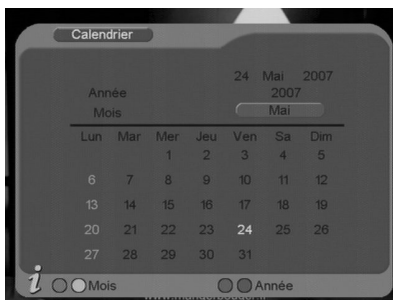 Calendrier
24 Mai 2007
Année 2007
Mois Mai
Lun Mar Mer Jeu Ven Sa Dim
1 2 3 4 5
6 7 8 9 10 11 12
13 14 15 16 17 18 19
20 21 22 23 24 25 26
27 28 29 30 31
i Mois Année